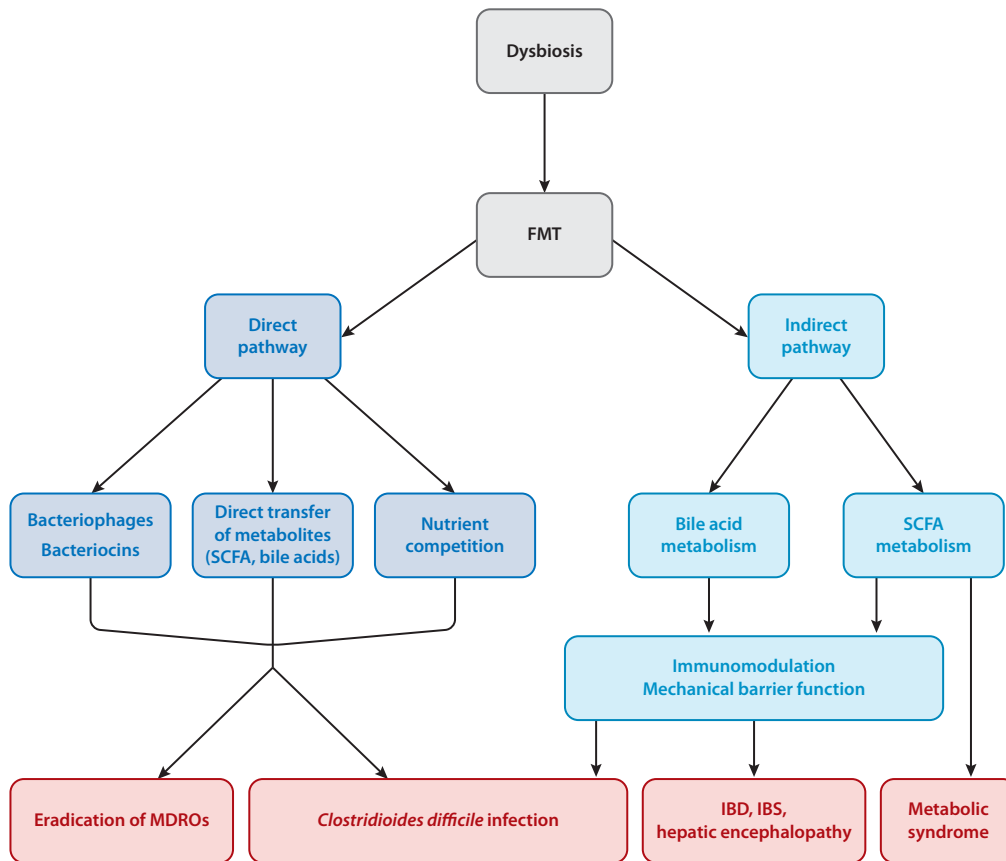 Dysbiosis
FMT
Direct
pathway
Indirect
pathway
Bacteriophages
Bacteriocins
Direct transfer
of metabolites
(SCFA, bile acids)
Nutrient
competition
Bile acid
metabolism
SCFA
metabolism
Immunomodulation
Mechanical barrier function
Eradication of MDROs
Clostridioides difficile infection
IBD, IBS,
hepatic encephalopathy
Metabolic
syndrome